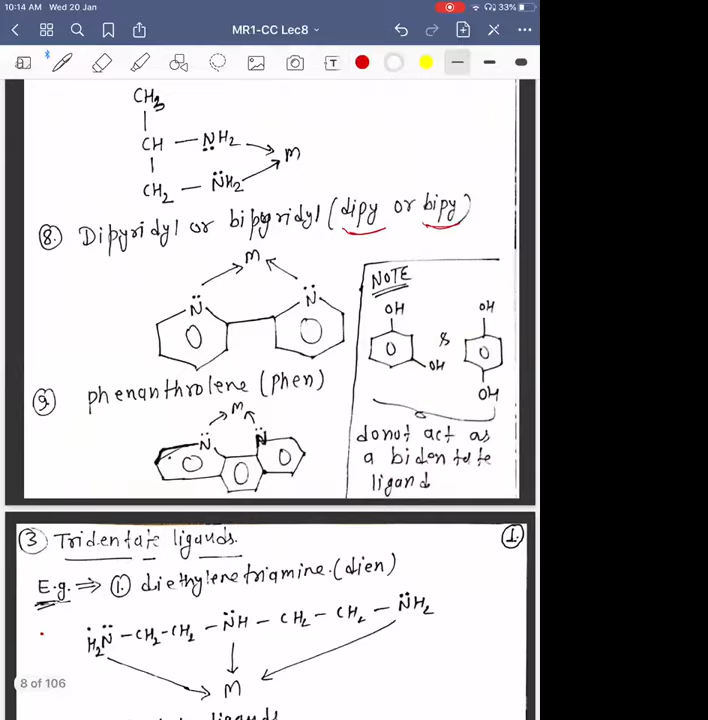 10:14 AM Wed 20 Jan
33%
MR1-CC Lec8
T
CH3
CH — N̈H2
M
CH2 — N̈H2
8. Dipyridyl or bipyridyl (dipy or bipy)
M
N̈ N̈
NOTE
OH OH
&
OH
OH
donot act as
a bidentate
ligand
9. phenanthrolene (phen)
M
N̈ N̈
3 Tridentate ligands. 1.
E.g. ⇒ 1. diethylenetriamine. (dien)
H2N̈ – CH2 – CH2 – N̈H – CH2 – CH2 – N̈H2
M
8 of 106